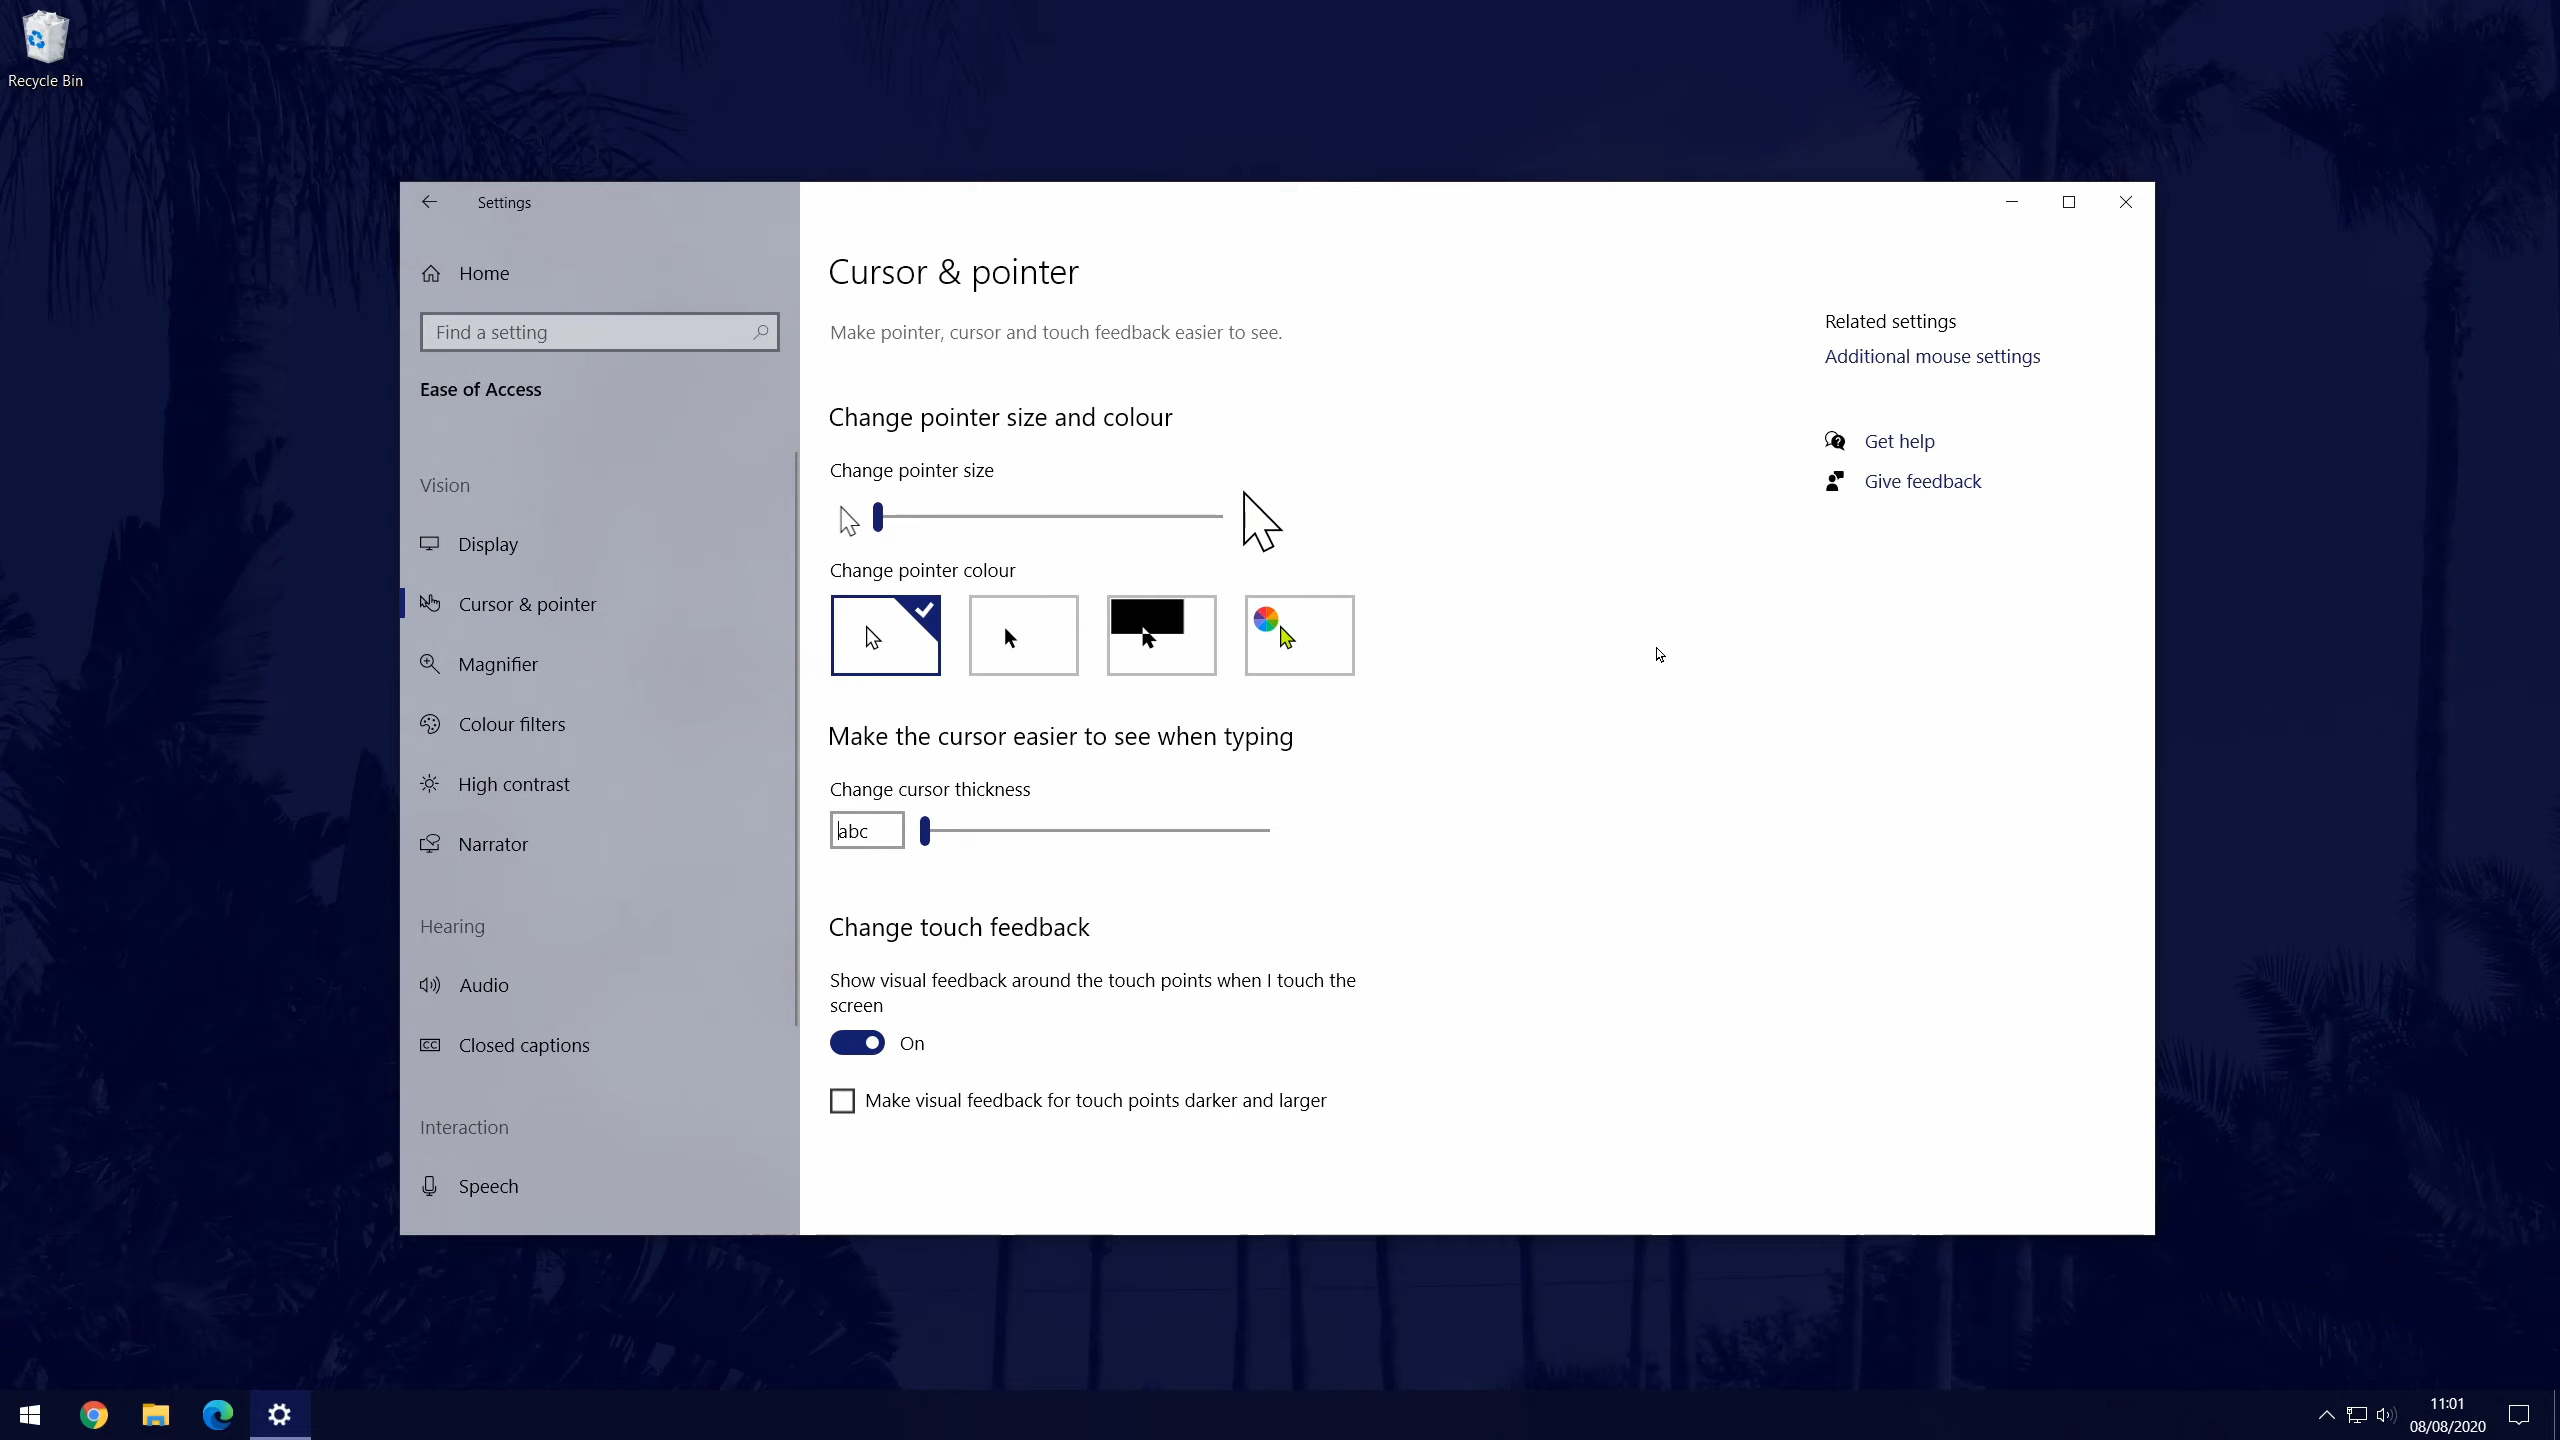 Recycle Bin
Settings
Home
Find a setting
Ease of Access
Vision
Display
Cursor & pointer
Magnifier
Colour filters
High contrast
Narrator
Hearing
Audio
Closed captions
Interaction
Speech
Cursor & pointer
Make pointer, cursor and touch feedback easier to see.
Change pointer size and colour
Change pointer size
Change pointer colour
Make the cursor easier to see when typing
Change cursor thickness
abc
Change touch feedback
Show visual feedback around the touch points when I touch the
screen
On
Make visual feedback for touch points darker and larger
Related settings
Additional mouse settings
Get help
Give feedback
11:01
08/08/2020